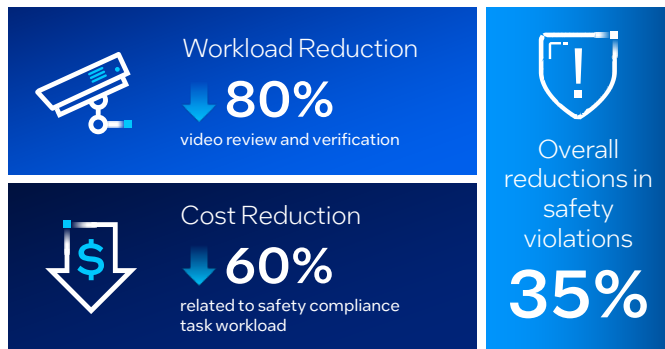 Workload Reduction
80%
video review and verification
Cost Reduction
$
60%
related to safety compliance
task workload
!
Overall
reductions in
safety
violations
35%